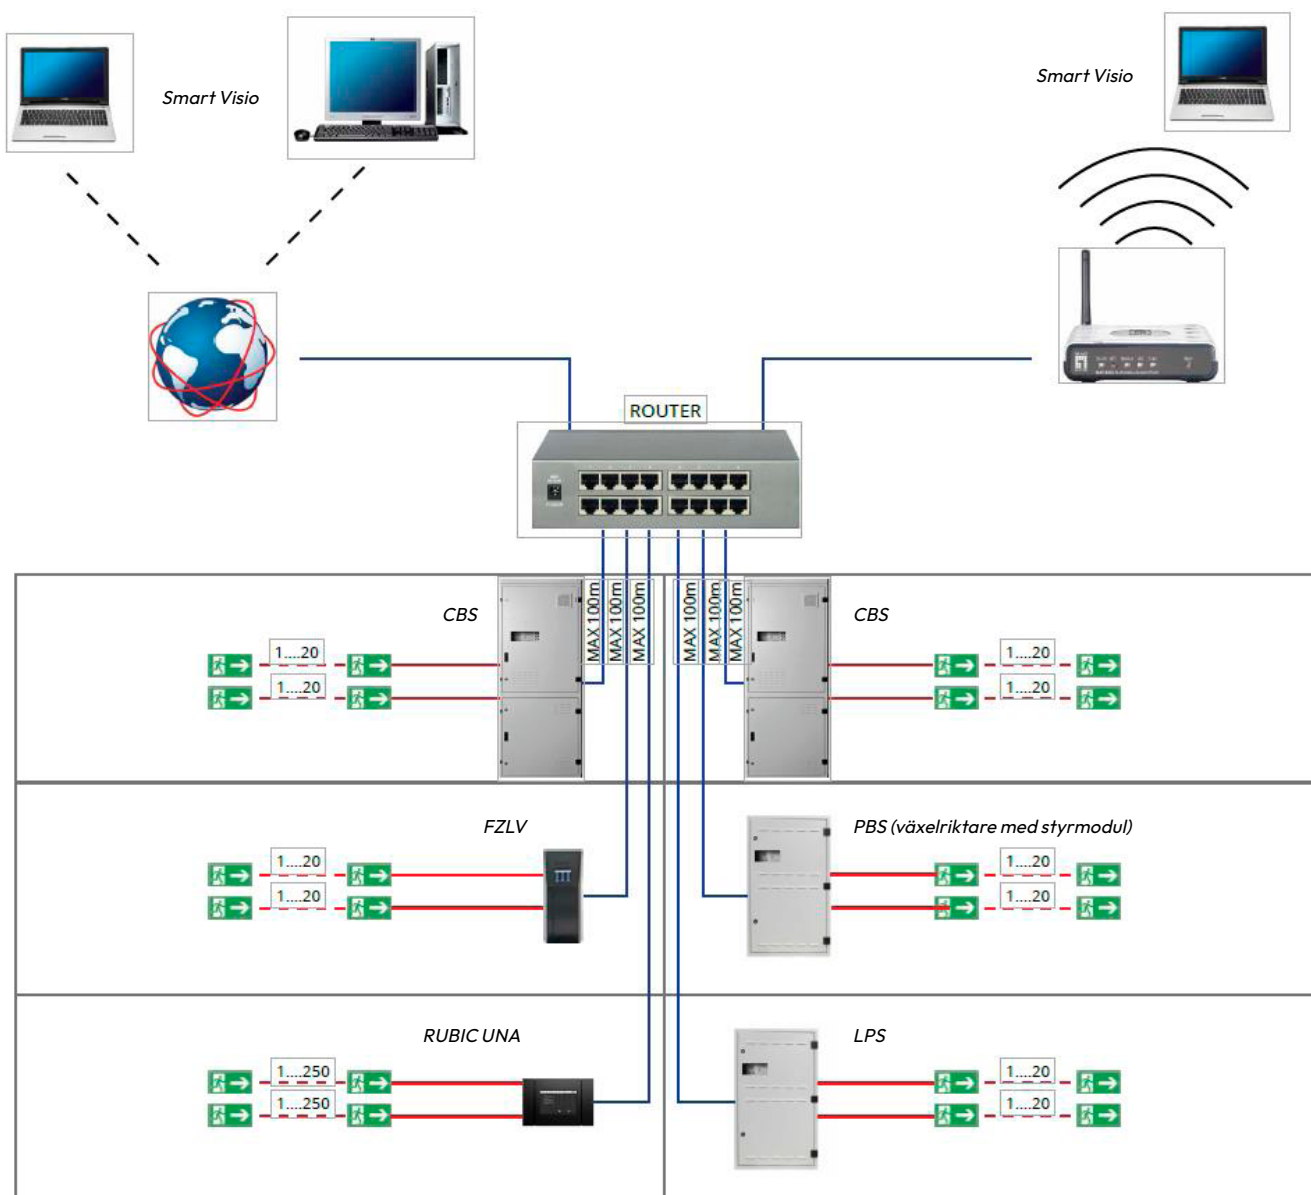 Smart Visio
Smart Visio
ROUTER
MAX 100m
MAX 100m
MAX 100m
MAX 100m
MAX 100m
MAX 100m
CBS
1....20
1....20
CBS
1....20
1....20
FZLV
1....20
1....20
PBS (växelriktare med styrmodul)
1....20
1....20
RUBIC UNA
1....250
1....250
LPS
1....20
1....20